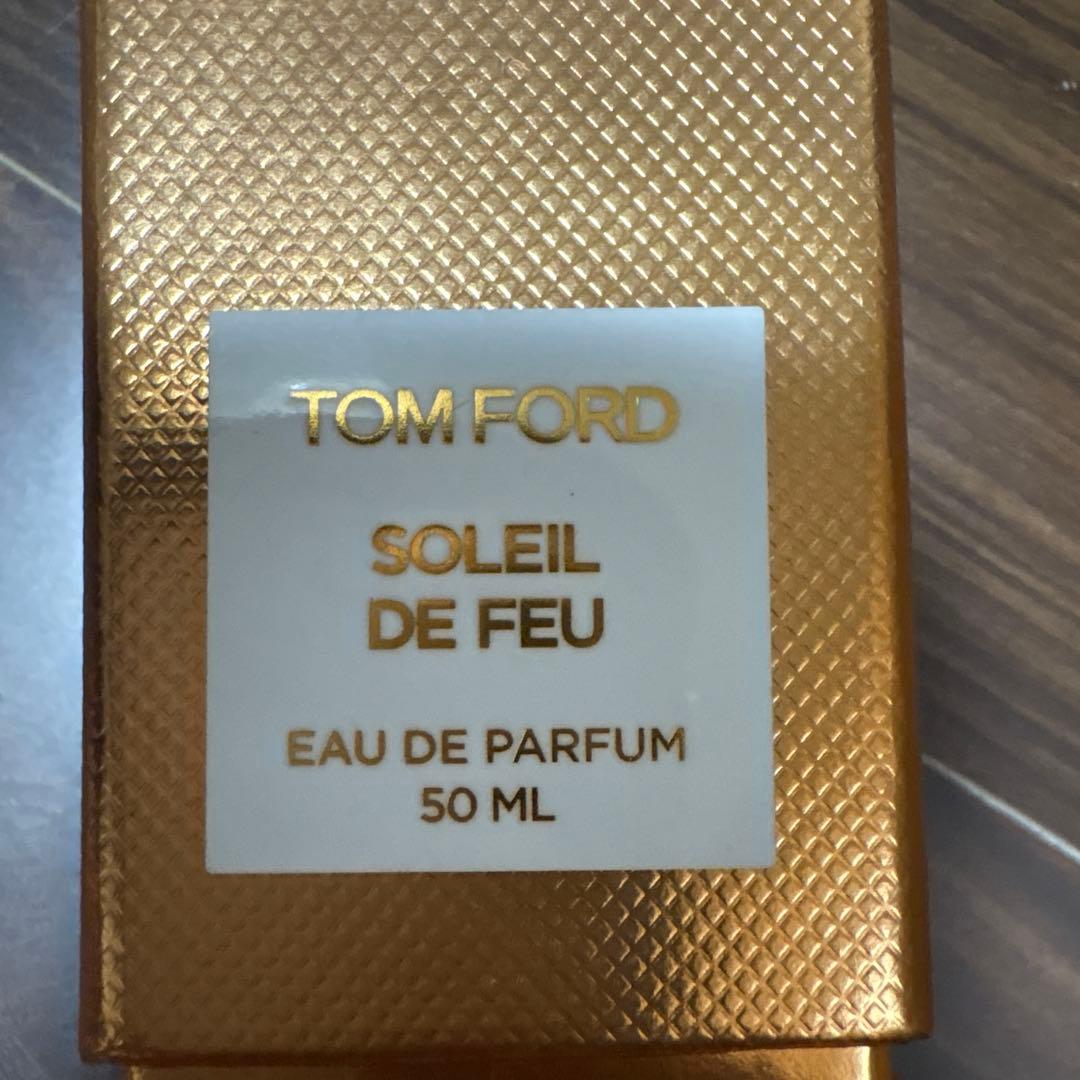 TOM FORD
SOLEIL
DE FEU
EAU DE PARFUM
50 ML